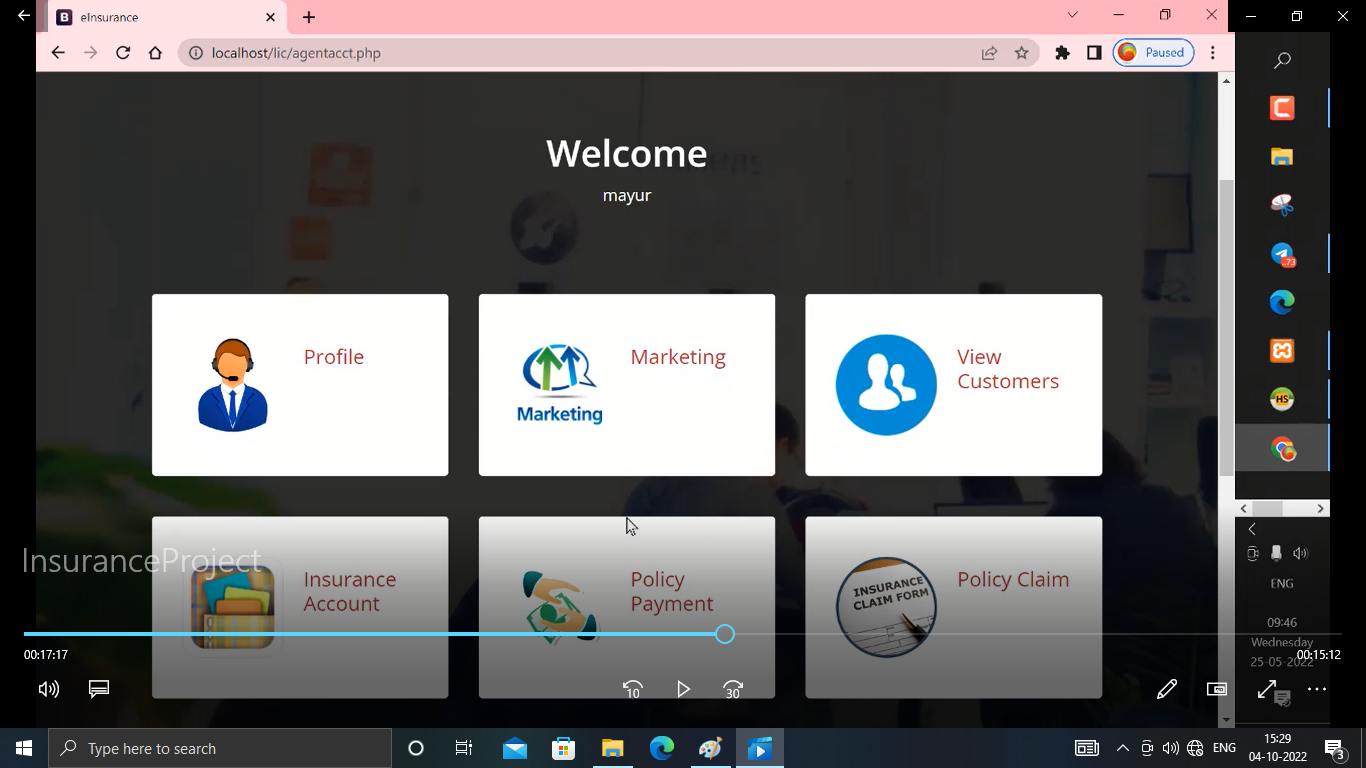 eInsurance
localhost/lic/agentacct.php
Paused
Welcome
mayur
Profile
Marketing
Marketing
View
Customers
HS
InsuranceProject
Insurance
Account
Policy
Payment
INSURANCE
CLAIM FORM
Policy Claim
ENG
09:46
Wednesday
25-05-2022
00:17:17
00:15:12
10
30
Type here to search
ENG
15:29
04-10-2022
3